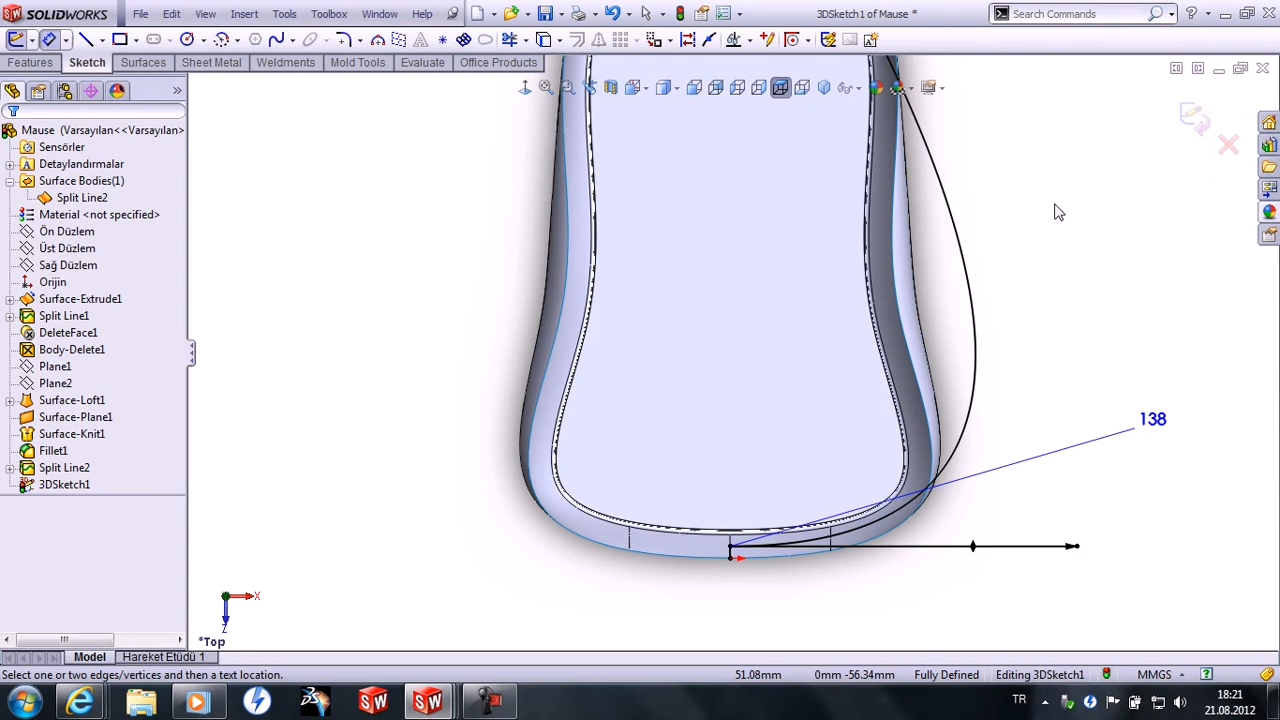 SOLIDWORKS File Edit View Insert Tools Toolbox Window Help 3DSketch1 of Mause * Search Commands
Features Sketch Surfaces Sheet Metal Weldments Mold Tools Evaluate Office Products
Mause (Varsayılan<<Varsayılan>
Sensörler
Detaylandırmalar
Surface Bodies(1)
Split Line2
Material <not specified>
Ön Düzlem
Üst Düzlem
Sağ Düzlem
Orijin
Surface-Extrude1
Split Line1
DeleteFace1
Body-Delete1
Plane1
Plane2
Surface-Loft1
Surface-Plane1
Surface-Knit1
Fillet1
Split Line2
3DSketch1
138
X
Z
*Top
Model Hareket Etüdü 1
Select one or two edges/vertices and then a text location. 51.08mm 0mm -56.34mm Fully Defined Editing 3DSketch1 MMGS
TR 18:21
21.08.2012